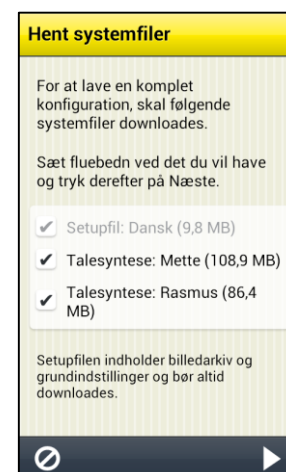 Hent systemfiler
For at lave en komplet
konfiguration, skal følgende
systemfiler downloades.
Sæt fluebedn ved det du vil have
og tryk derefter på Næste.
Setupfil: Dansk (9,8 MB)
Talesyntese: Mette (108,9 MB)
Talesyntese: Rasmus (86,4
MB)
Setupfilen indholder billedarkiv og
grundindstillinger og bør altid
downloades.